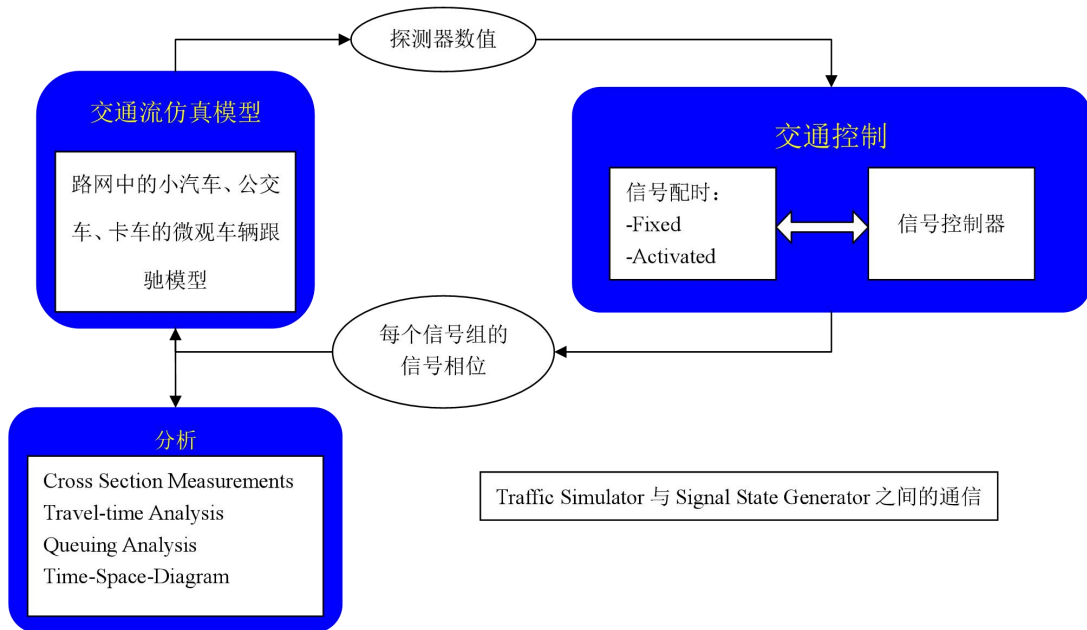 探测器数值
交通流仿真模型
路网中的小汽车、公交
车、卡车的微观车辆跟
驰模型
交通控制
信号配时：
-Fixed
-Activated
信号控制器
每个信号组的
信号相位
分析
Cross Section Measurements
Travel-time Analysis
Queuing Analysis
Time-Space-Diagram
Traffic Simulator 与 Signal State Generator 之间的通信